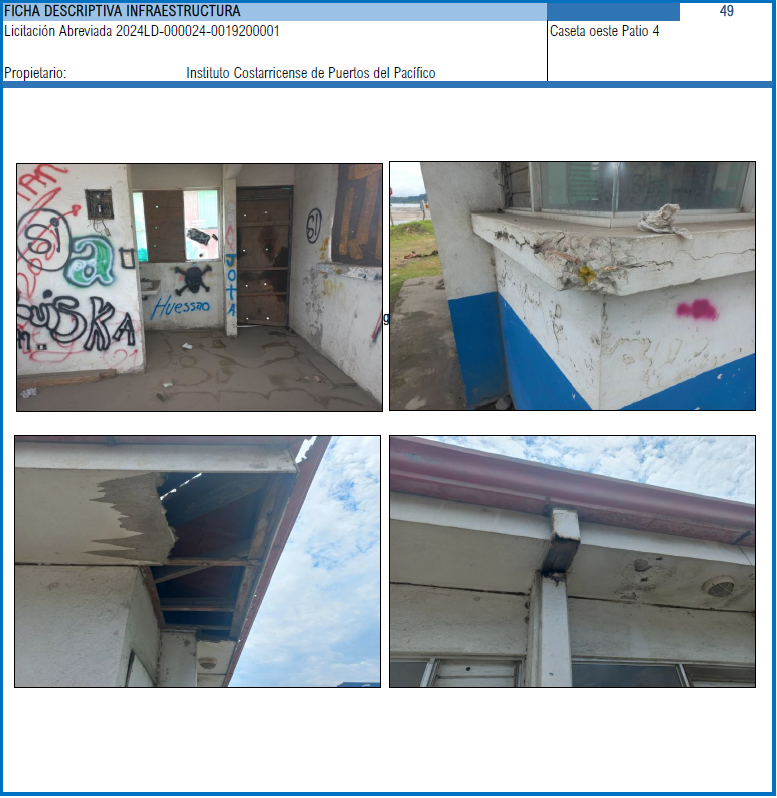 FICHA DESCRIPTIVA INFRAESTRUCTURA
49
Licitación Abreviada 2024LD-000024-0019200001
Caseta oeste Patio 4
Propietario:
Instituto Costarricense de Puertos del Pacífico
a
Huessao
JOTA
g